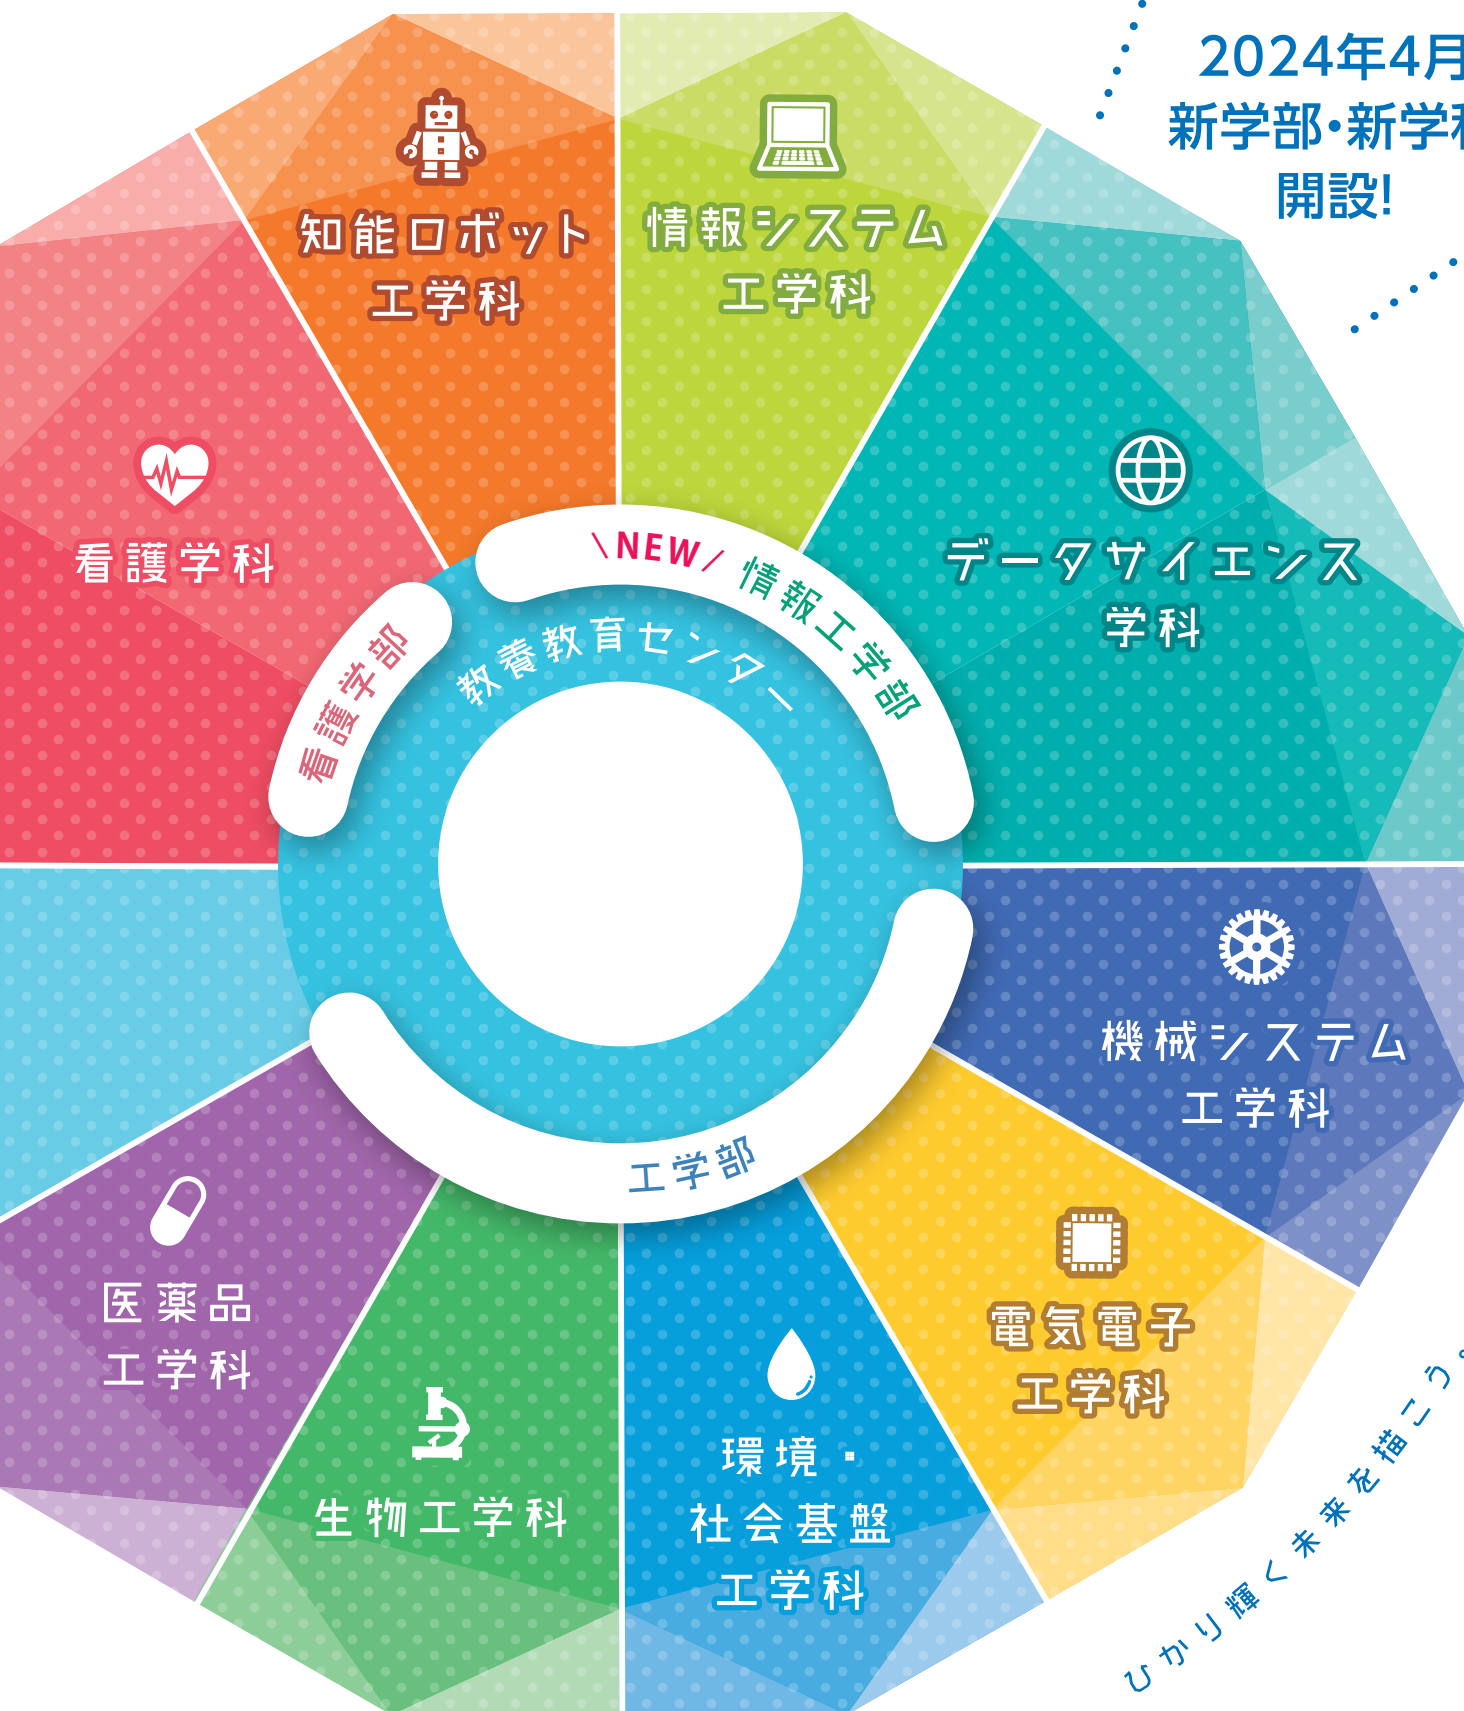 2024年4月
新学部・新学科
開設!
知能ロボット
工学科
情報システム
工学科
データサイエンス
学科
看護学科
\NEW/ 情報工学部
看護学部
教養教育センター
機械システム
工学科
工学部
電気電子
工学科
医薬品
工学科
環境・
社会基盤
工学科
生物工学科
ひかり輝く未来を描こう。